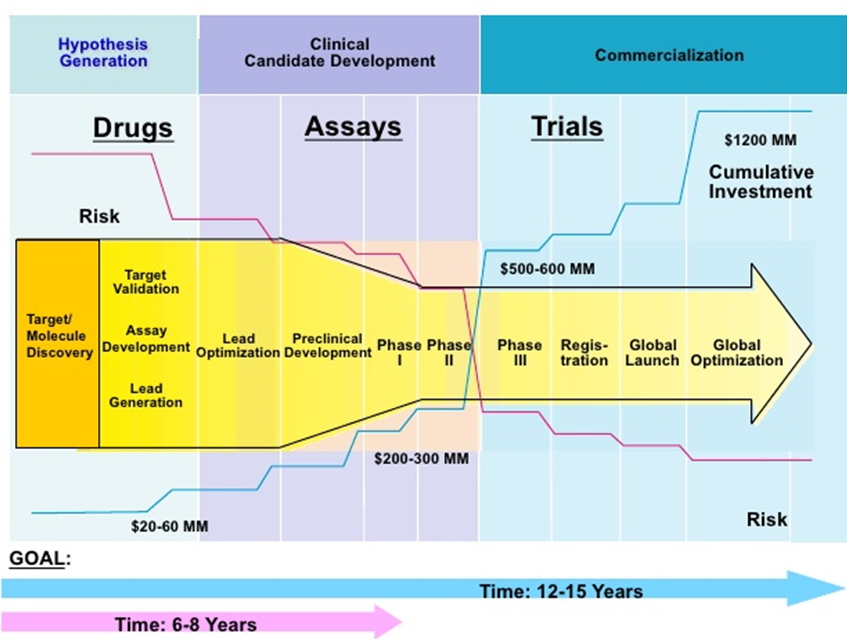 Hypothesis
Generation
Clinical
Candidate Development
Commercialization
Drugs
Assays
Trials
$1200 MM
Cumulative
Investment
Risk
$500-600 MM
Target/
Molecule
Discovery
Target
Validation
Assay
Development
Lead
Generation
Lead
Optimization
Preclinical
Development
Phase
I
Phase
II
Phase
III
Regis-
tration
Global
Launch
Global
Optimization
$200-300 MM
$20-60 MM
Risk
GOAL:
Time: 12-15 Years
Time: 6-8 Years